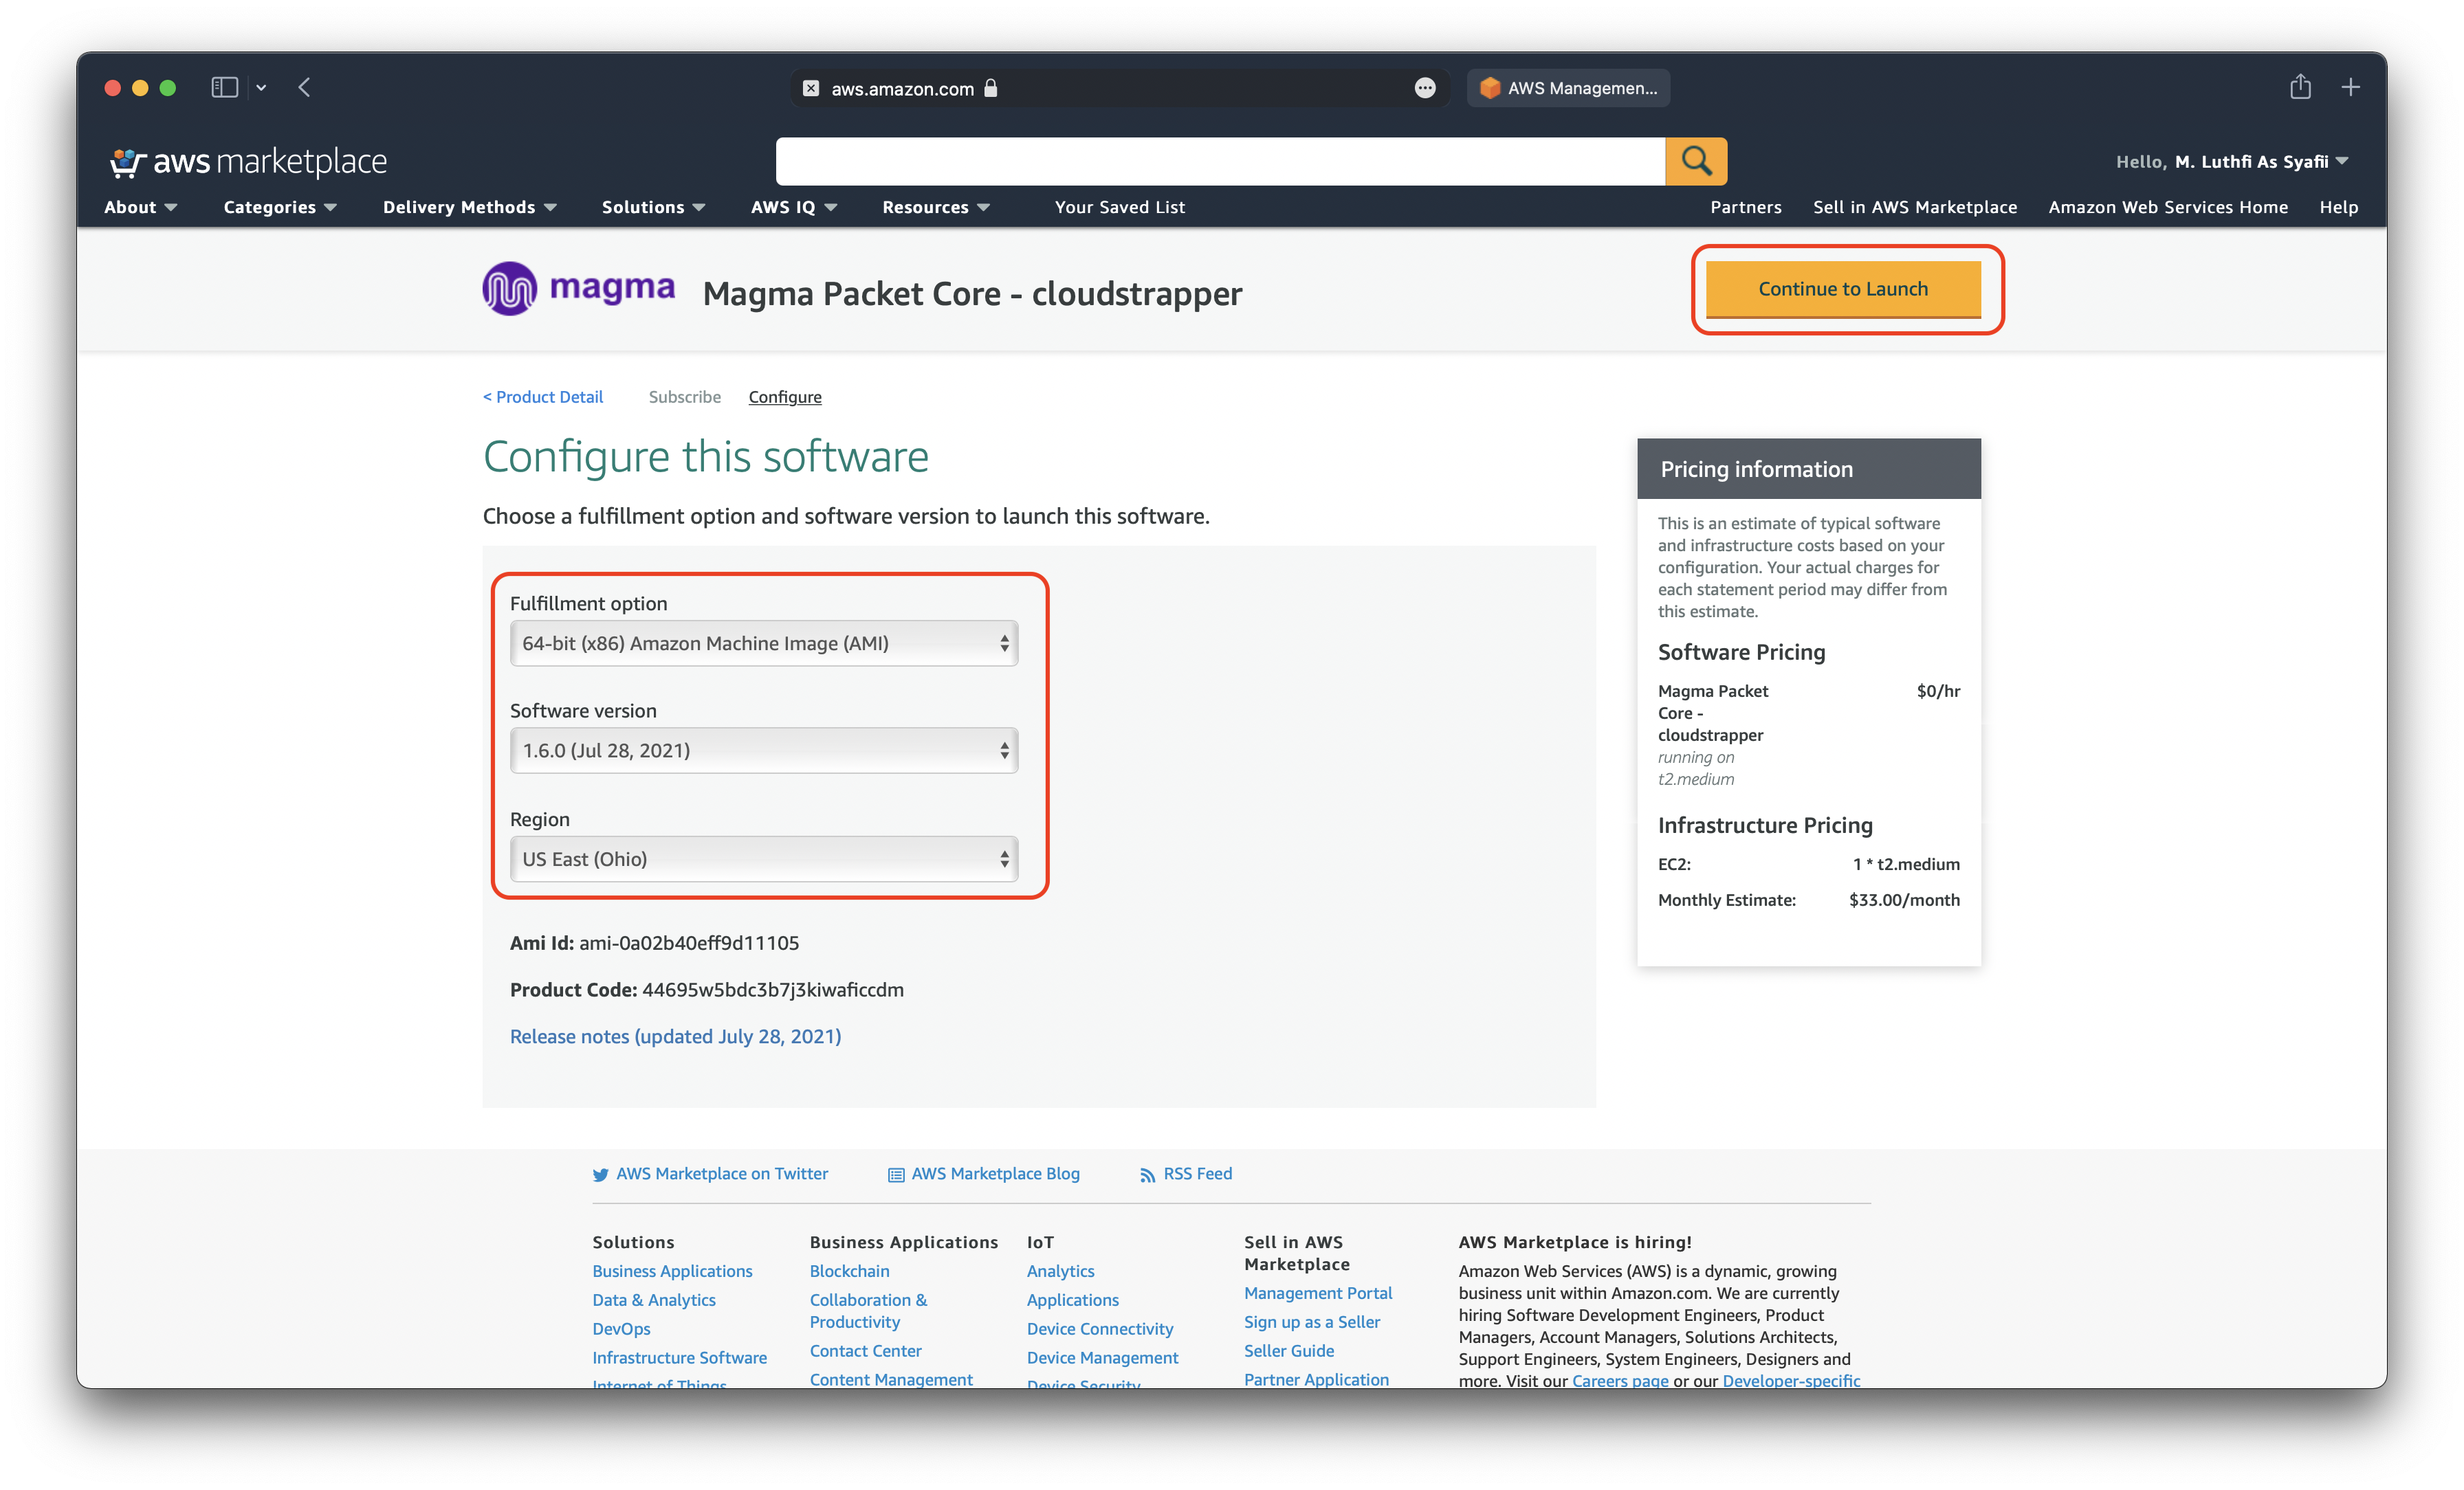 aws.amazon.com
AWS Managemen...
aws marketplace
Hello, M. Luthfi As Syafii
About
Categories
Delivery Methods
Solutions
AWS IQ
Resources
Your Saved List
Partners
Sell in AWS Marketplace
Amazon Web Services Home
Help
magma
Magma Packet Core - cloudstrapper
Continue to Launch
< Product Detail
Subscribe
Configure
Configure this software
Choose a fulfillment option and software version to launch this software.
Fulfillment option
64-bit (x86) Amazon Machine Image (AMI)
Software version
1.6.0 (Jul 28, 2021)
Region
US East (Ohio)
Ami Id: ami-0a02b40eff9d11105
Product Code: 44695w5bdc3b7j3kiwaficcdm
Release notes (updated July 28, 2021)
Pricing information
This is an estimate of typical software
and infrastructure costs based on your
configuration. Your actual charges for
each statement period may differ from
this estimate.
Software Pricing
Magma Packet $0/hr
Core -
cloudstrapper
running on
t2.medium
Infrastructure Pricing
EC2: 1 * t2.medium
Monthly Estimate: $33.00/month
AWS Marketplace on Twitter
AWS Marketplace Blog
RSS Feed
Solutions
Business Applications
Data & Analytics
DevOps
Infrastructure Software
Internet of Things
Business Applications
Blockchain
Collaboration &
Productivity
Contact Center
Content Management
IoT
Analytics
Applications
Device Connectivity
Device Management
Device Security
Sell in AWS
Marketplace
Management Portal
Sign up as a Seller
Seller Guide
Partner Application
AWS Marketplace is hiring!
Amazon Web Services (AWS) is a dynamic, growing
business unit within Amazon.com. We are currently
hiring Software Development Engineers, Product
Managers, Account Managers, Solutions Architects,
Support Engineers, System Engineers, Designers and
more. Visit our Careers page or our Developer-specific